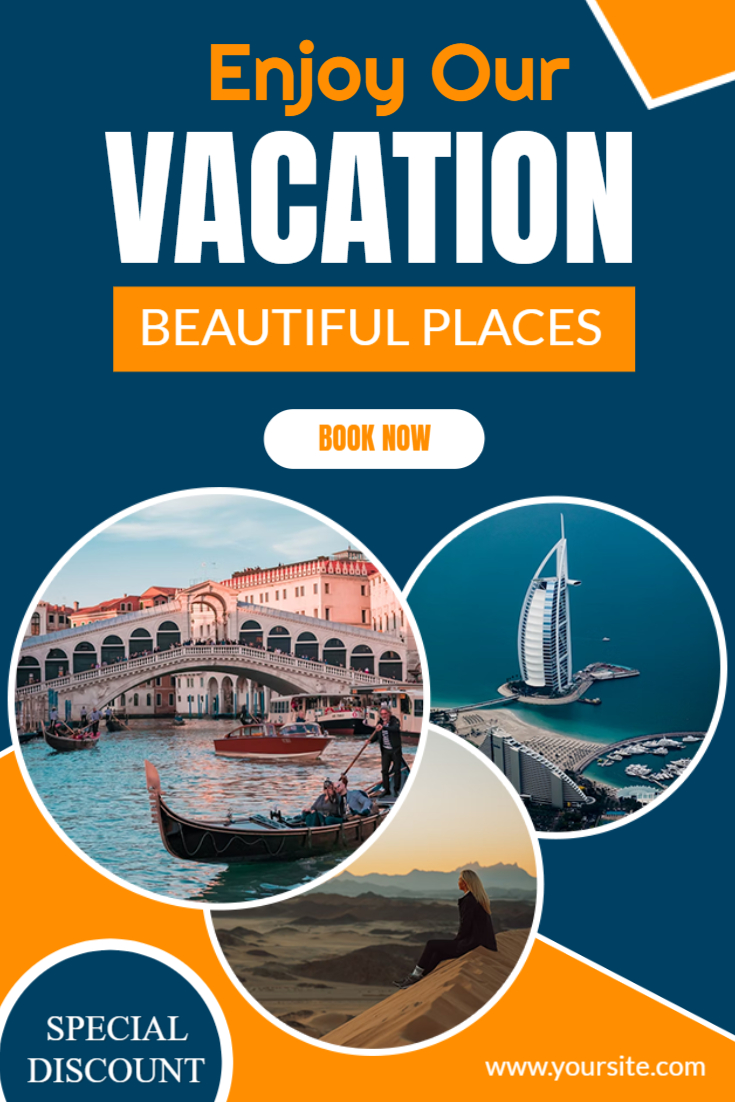 Enjoy Our
VACATION
BEAUTIFUL PLACES
BOOK NOW
SPECIAL
DISCOUNT
www.yoursite.com